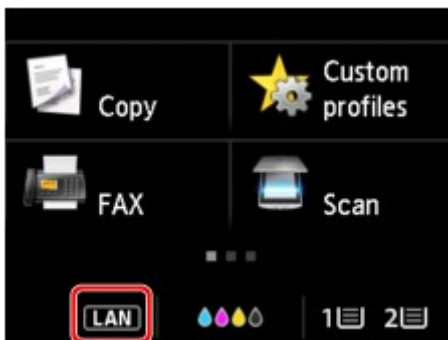 Copy
Custom
profiles
FAX
Scan
LAN
1 2